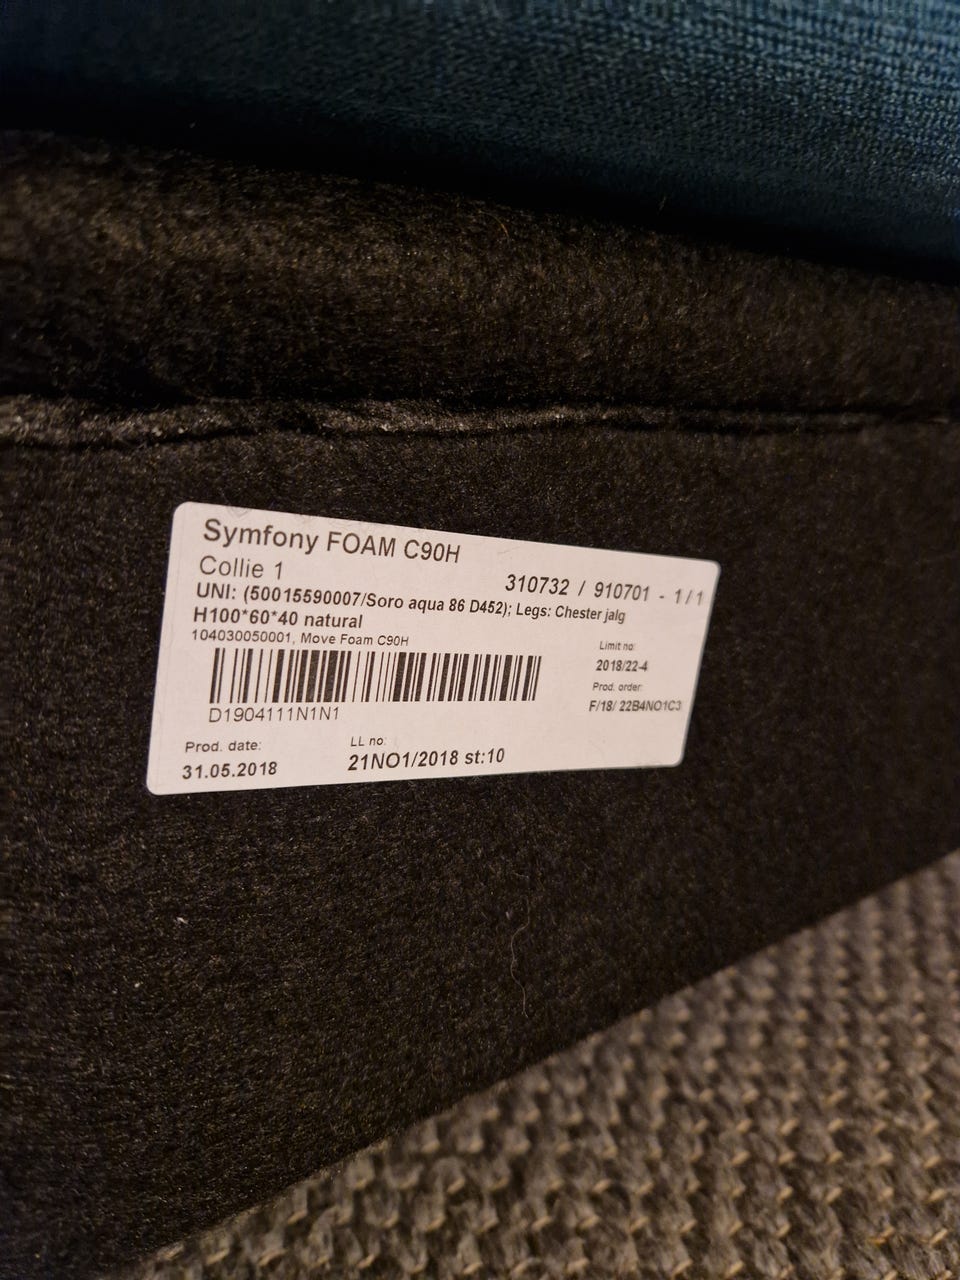 Symfony FOAM C90H
Collie 1
310732 / 910701 - 1/1
UNI: (50015590007/Soro aqua 86 D452); Legs: Chester jalg
H100*60*40 natural
104030050001, Move Foam C90H
D1904111N1N1
Limit no:
2018/22-4
Prod. order:
F/18/ 22B4NO1C3
Prod. date:
31.05.2018
LL no:
21NO1/2018 st:10